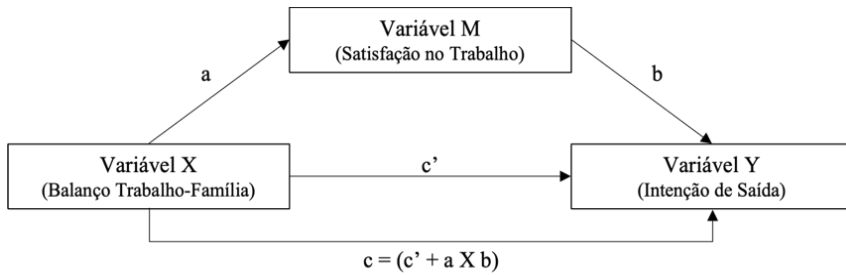 Variável M
(Satisfação no Trabalho)
a
b
Variável X
(Balanço Trabalho-Família)
c’
Variável Y
(Intenção de Saída)
c = (c’ + a X b)